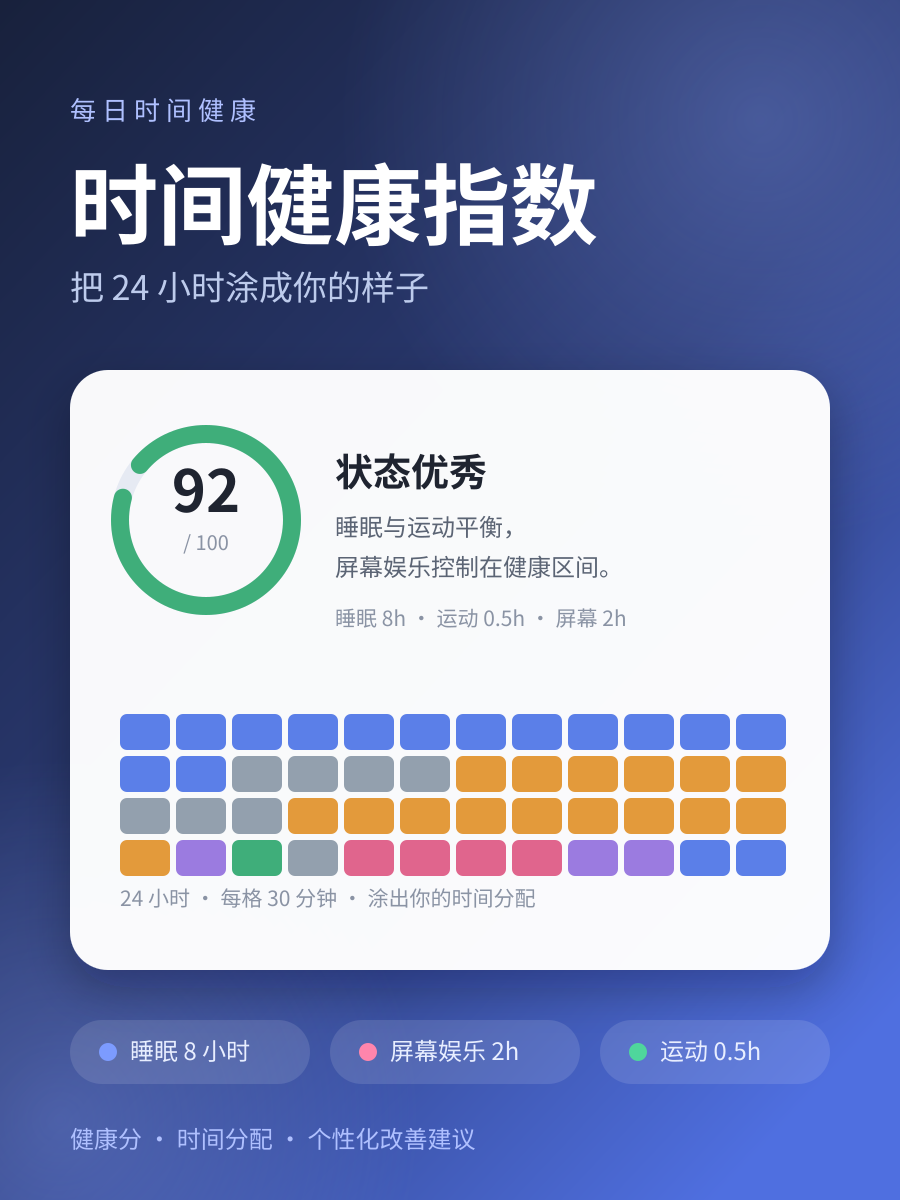 每日时间健康
时间健康指数
把 24 小时涂成你的样子
92
/ 100
状态优秀
睡眠与运动平衡，
屏幕娱乐控制在健康区间。
睡眠 8h · 运动 0.5h · 屏幕 2h
24 小时 · 每格 30 分钟 · 涂出你的时间分配
睡眠 8 小时
屏幕娱乐 2h
运动 0.5h
健康分 · 时间分配 · 个性化改善建议